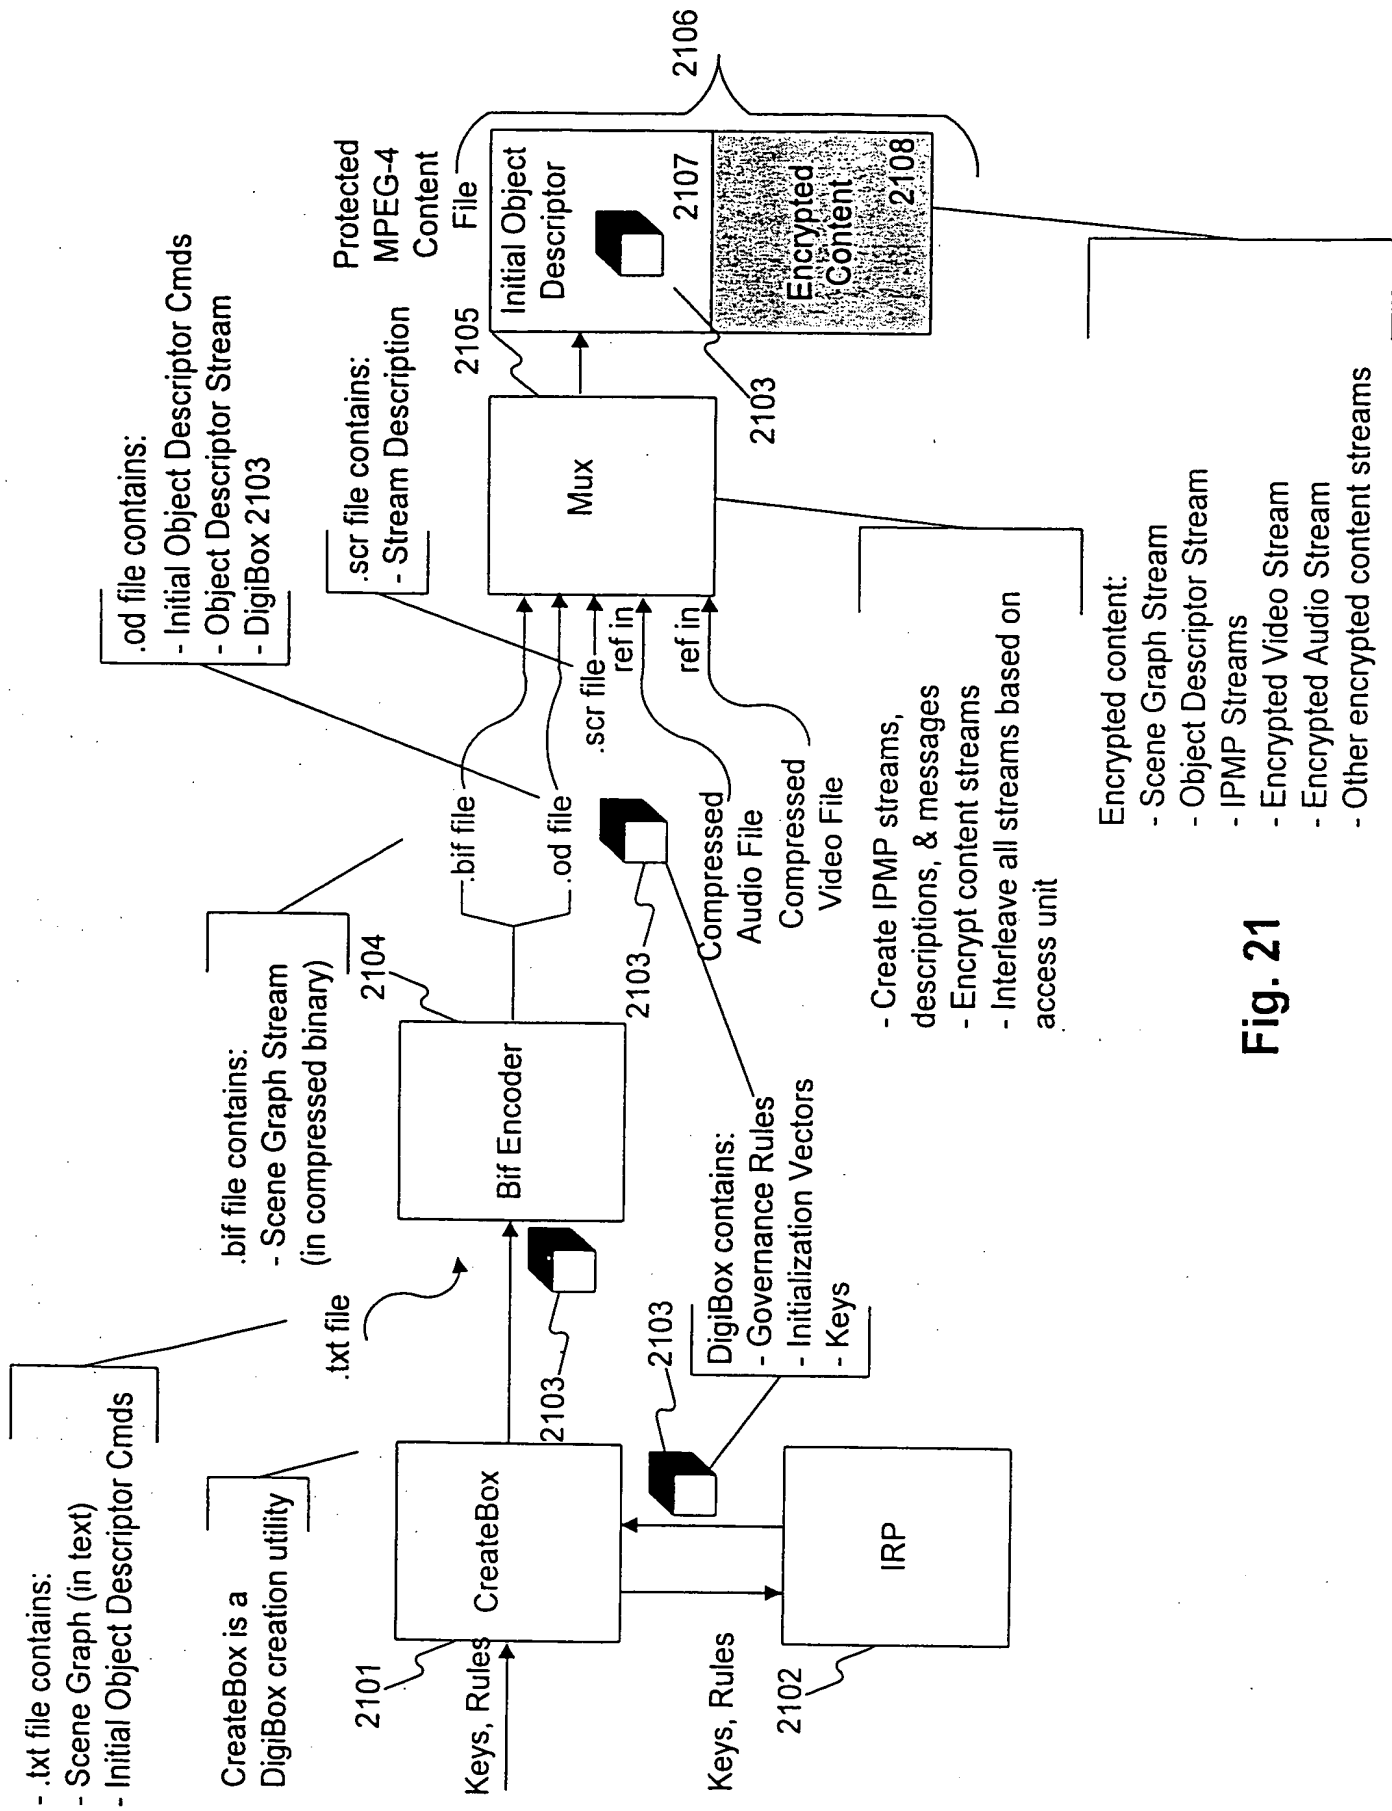 - .txt file contains:
- Scene Graph (in text)
- Initial Object Descriptor Cmds
CreateBox is a
DigiBox creation utility
2101
Keys, Rules
CreateBox
Keys, Rules
2102
IRP
2103
DigiBox contains:
- Governance Rules
- Initialization Vectors
- Keys
.txt file
2103
.bif file contains:
- Scene Graph Stream
(in compressed binary)
2104
Bif Encoder
.bif file
.od file
2103
.od file contains:
- Initial Object Descriptor Cmds
- Object Descriptor Stream
- DigiBox 2103
.scr file contains:
- Stream Description
.scr file
ref in
ref in
Compressed
Audio File
Compressed
Video File
2105
Mux
- Create IPMP streams,
descriptions, & messages
- Encrypt content streams
- Interleave all streams based on
access unit
Protected
MPEG-4
Content
File
2106
Initial Object
Descriptor
2107
2103
Encrypted
Content
2108
Encrypted content:
- Scene Graph Stream
- Object Descriptor Stream
- IPMP Streams
- Encrypted Video Stream
- Encrypted Audio Stream
- Other encrypted content streams
Fig. 21